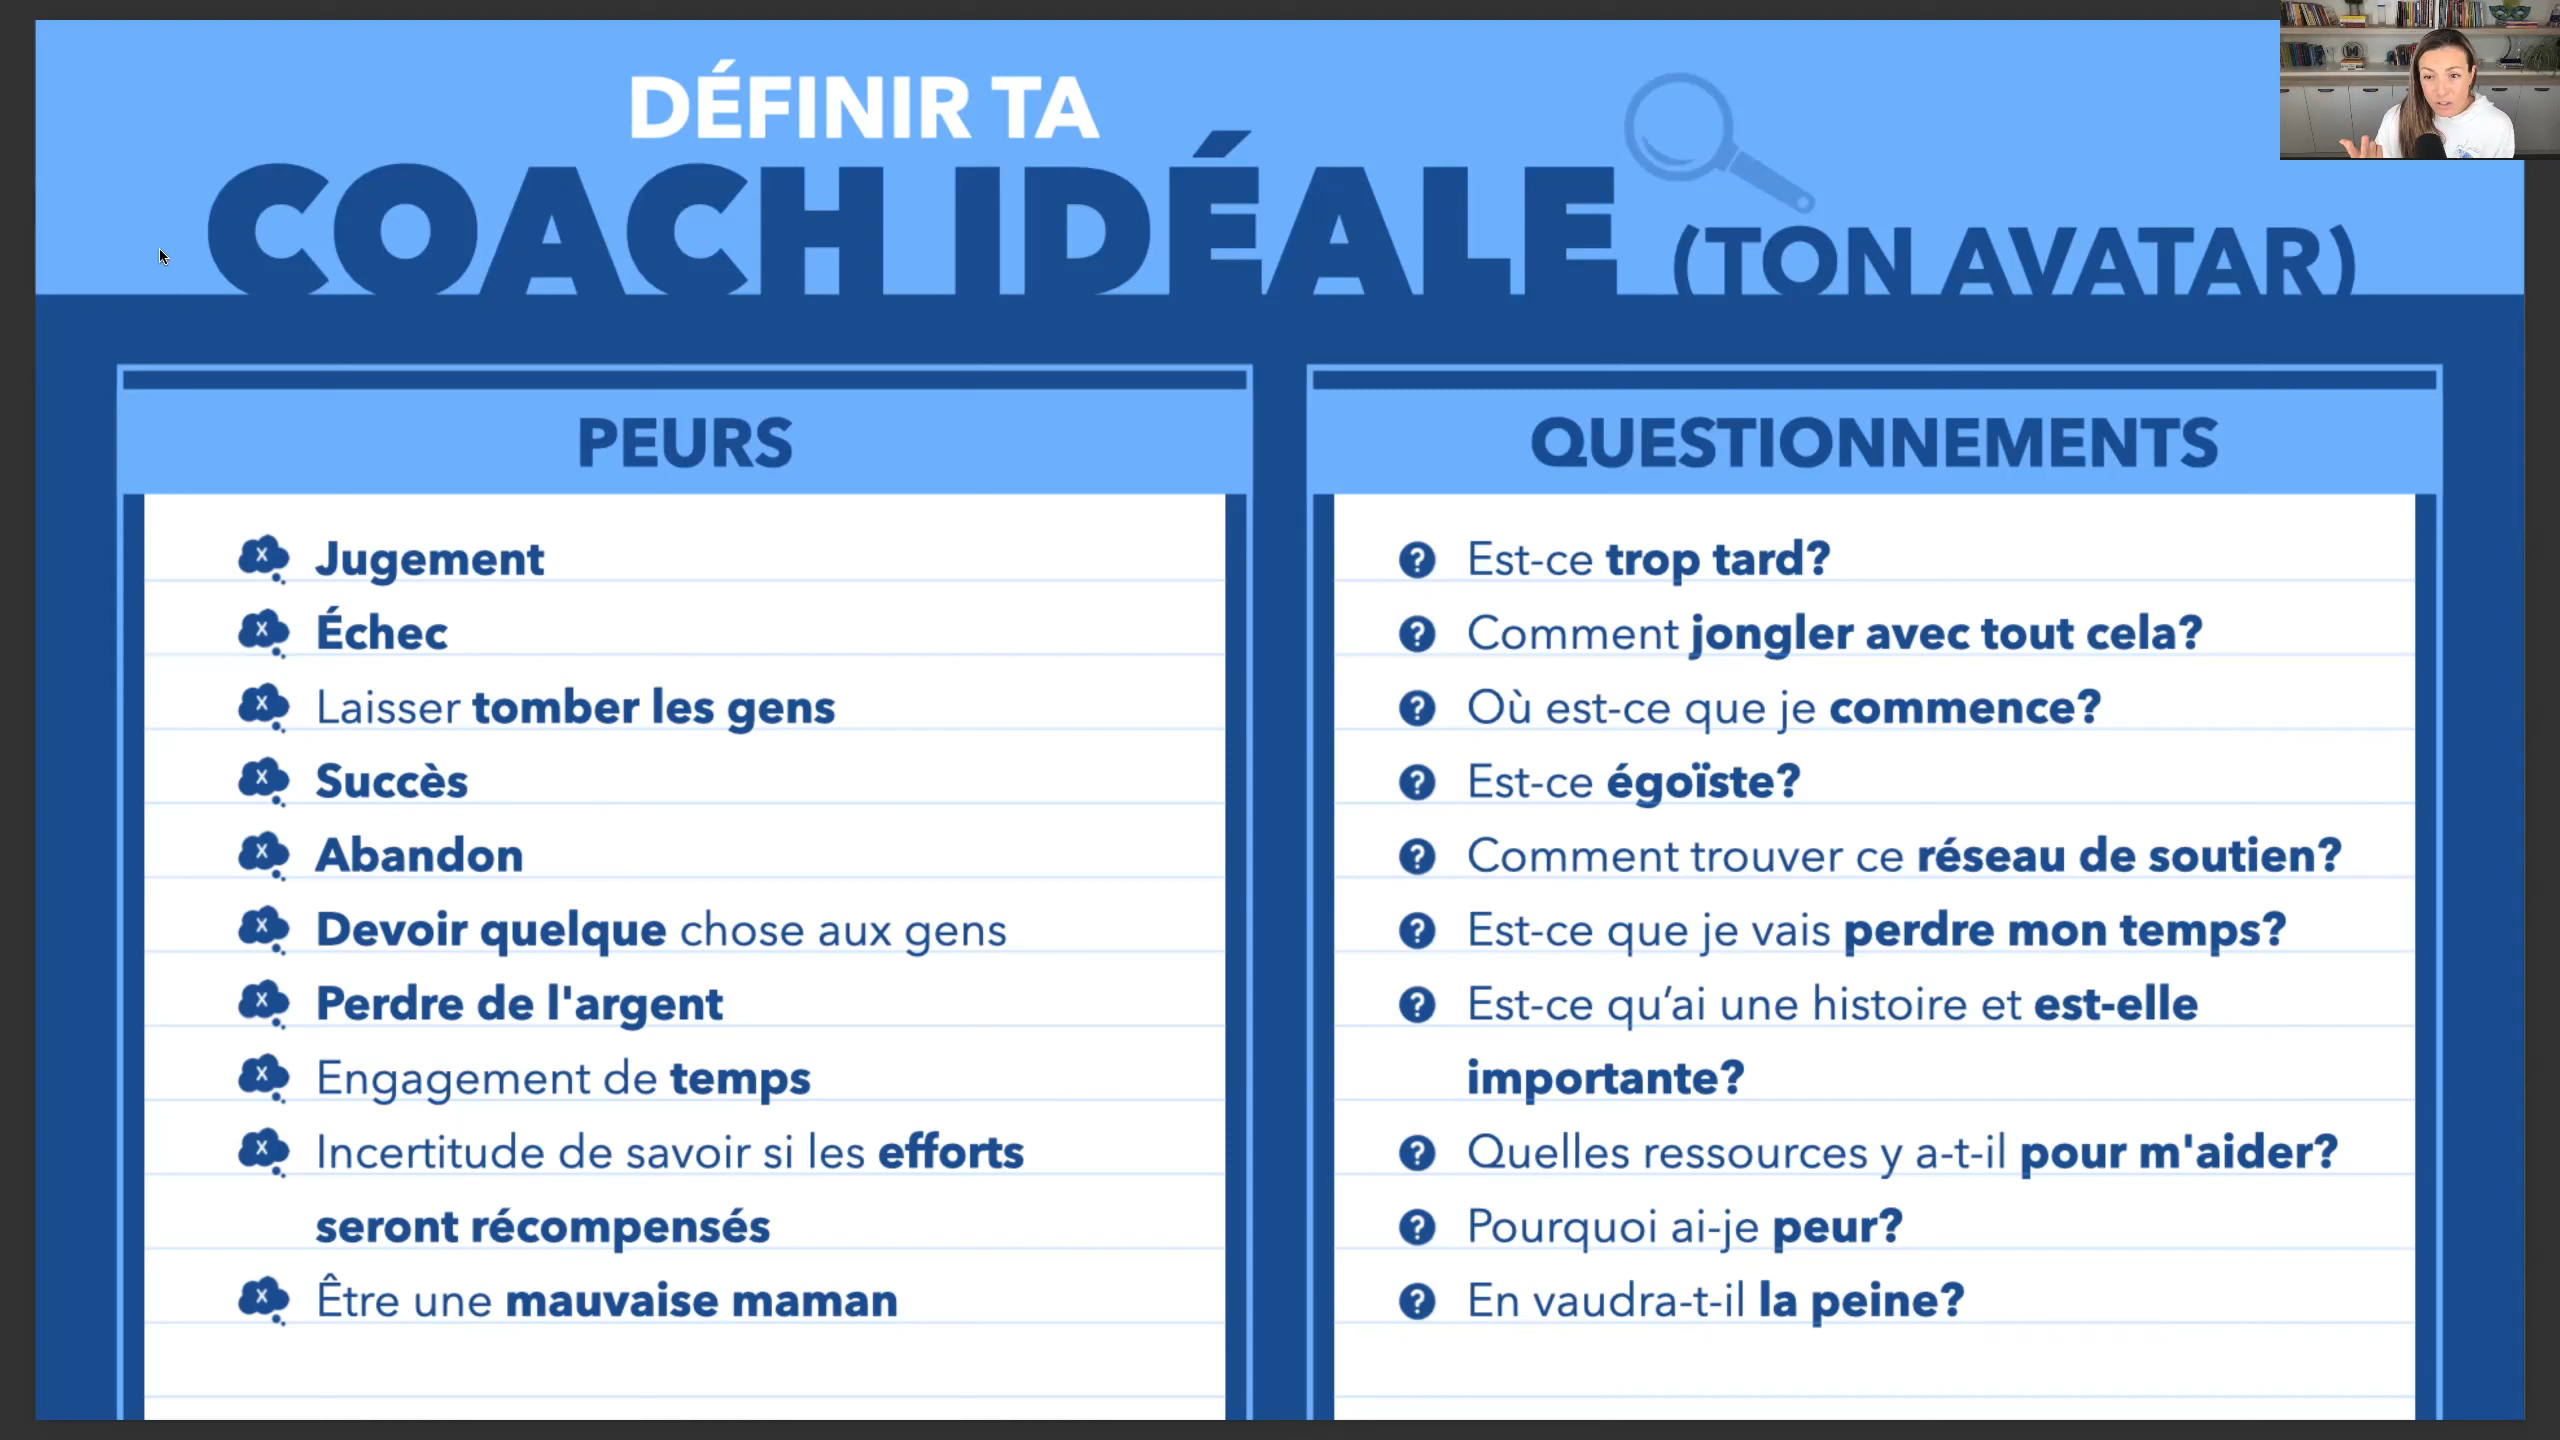 DÉFINIR TA
COACH IDÉALE (TON AVATAR)
PEURS
Jugement
Échec
Laisser tomber les gens
Succès
Abandon
Devoir quelque chose aux gens
Perdre de l'argent
Engagement de temps
Incertitude de savoir si les efforts
seront récompensés
Être une mauvaise maman
QUESTIONNEMENTS
Est-ce trop tard?
Comment jongler avec tout cela?
Où est-ce que je commence?
Est-ce égoïste?
Comment trouver ce réseau de soutien?
Est-ce que je vais perdre mon temps?
Est-ce qu’ai une histoire et est-elle
importante?
Quelles ressources y a-t-il pour m'aider?
Pourquoi ai-je peur?
En vaudra-t-il la peine?